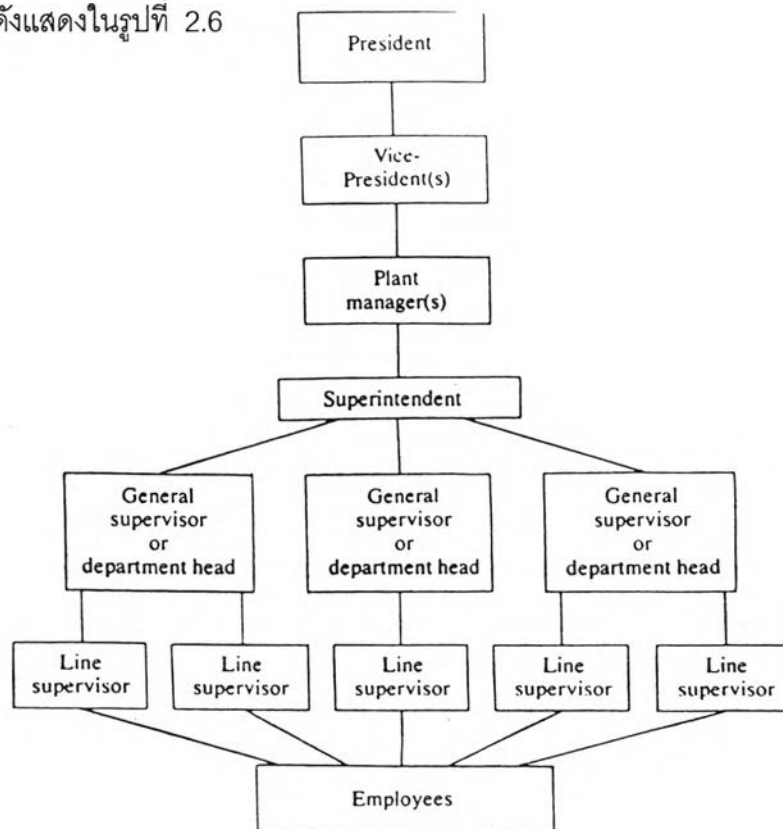 ดังแสดงในรูปที่ 2.6
President
Vice-
President(s)
Plant
manager(s)
Superintendent
General
supervisor
or
department head
General
supervisor
or
department head
General
supervisor
or
department head
Line
supervisor
Line
supervisor
Line
supervisor
Line
supervisor
Line
supervisor
Employees